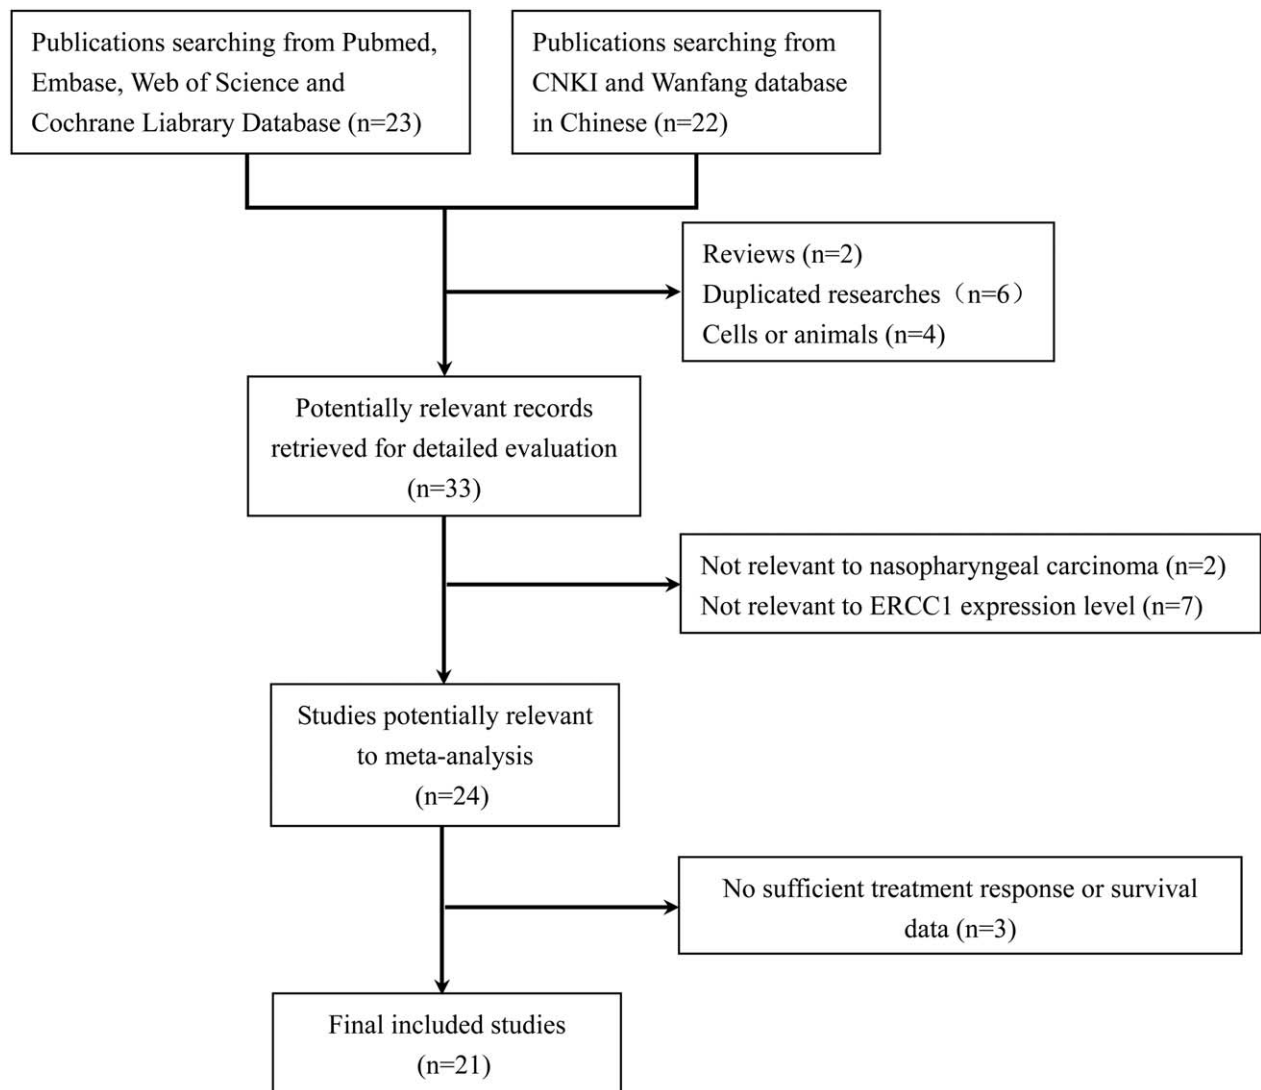 Publications searching from Pubmed,
Embase, Web of Science and
Cochrane Liabrary Database (n=23)
Publications searching from
CNKI and Wanfang database
in Chinese (n=22)
Reviews (n=2)
Duplicated researches（n=6）
Cells or animals (n=4)
Potentially relevant records
retrieved for detailed evaluation
(n=33)
Not relevant to nasopharyngeal carcinoma (n=2)
Not relevant to ERCC1 expression level (n=7)
Studies potentially relevant
to meta-analysis
(n=24)
No sufficient treatment response or survival
data (n=3)
Final included studies
(n=21)